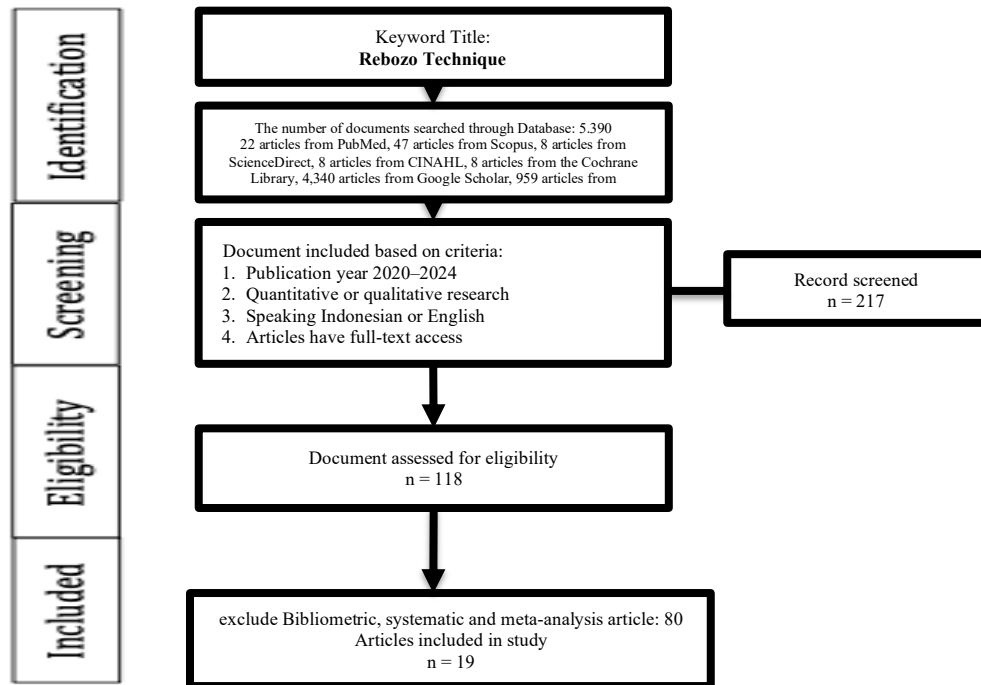 Identification
Keyword Title:
Rebozo Technique
The number of documents searched through Database: 5.390
22 articles from PubMed, 47 articles from Scopus, 8 articles from
ScienceDirect, 8 articles from CINAHL, 8 articles from the Cochrane
Library, 4,340 articles from Google Scholar, 959 articles from
Screening
Document included based on criteria:
1. Publication year 2020–2024
2. Quantitative or qualitative research
3. Speaking Indonesian or English
4. Articles have full-text access
Record screened
n = 217
Eligibility
Document assessed for eligibility
n = 118
Included
exclude Bibliometric, systematic and meta-analysis article: 80
Articles included in study
n = 19